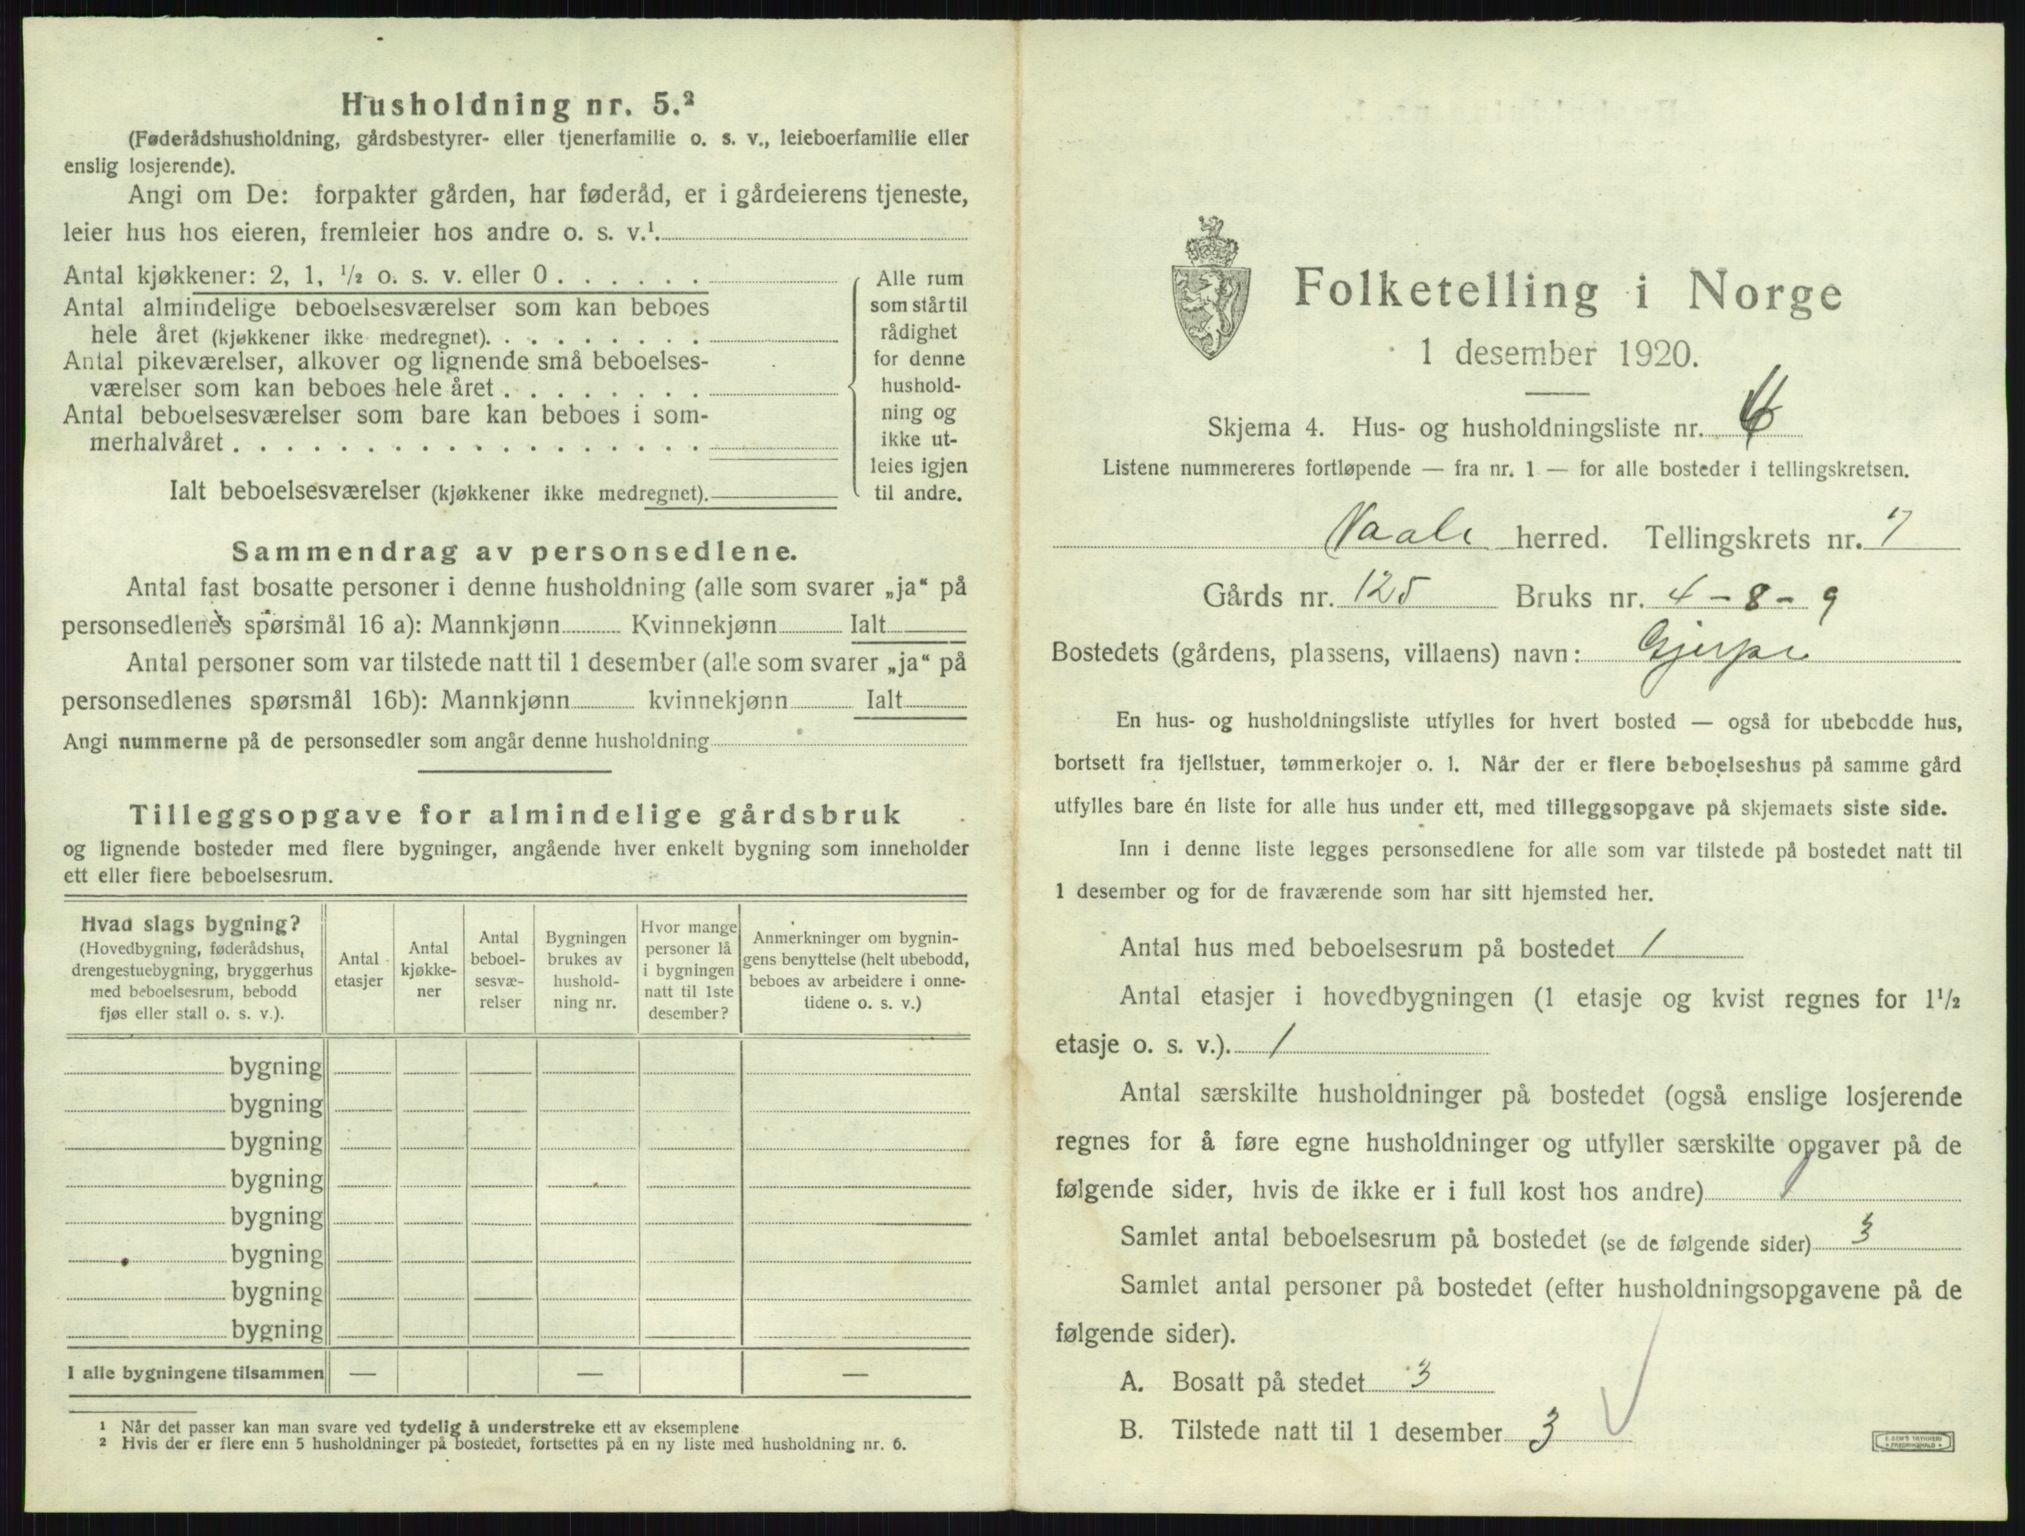 Husholdning nr. 5.²
(Føderådshusholdning, gårdsbestyrer- eller tjenerfamilie o. s. v., leieboerfamilie eller
enslig losjerende).
Angi om De: forpakter gården, har føderåd, er i gårdeierens tjeneste,
leier hus hos eieren, fremleier hos andre o. s. v.¹.
Antal kjøkkener: 2, 1, ½ o. s. v. eller 0 . . . . . .
Antal almindelige beboelsesværelser som kan beboes
hele året (kjøkkener ikke medregnet). . . . . . . . .
Antal pikeværelser, alkover og lignende små beboelses-
værelser som kan beboes hele året . . . . . . . .
Antal beboelsesværelser som bare kan beboes i som-
merhalvåret . . . . . . . . . . . . . . . . . .
Ialt beboelsesværelser (kjøkkener ikke medregnet).
Alle rum
som står til
rådighet
for denne
hushold-
ning og
ikke ut-
leies igjen
til andre.
Sammendrag av personsedlene.
Antal fast bosatte personer i denne husholdning (alle som svarer „ja“ på
personsedlenes spørsmål 16 a): Mannkjønn Kvinnekjønn Ialt
Antal personer som var tilstede natt til 1 desember (alle som svarer „ja“ på
personsedlenes spørsmål 16b): Mannkjønn kvinnekjønn Ialt
Angi nummerne på de personsedler som angår denne husholdning
Tilleggsopgave for almindelige gårdsbruk
og lignende bosteder med flere bygninger, angående hver enkelt bygning som inneholder
ett eller flere beboelsesrum.
Hvad slags bygning?
(Hovedbygning, føderådshus,
drengestuebygning, bryggerhus
med beboelsesrum, bebodd
fjøs eller stall o. s. v.).
Antal
etasjer
Antal
kjøkke-
ner
Antal
beboel-
sesvæ-
relser
Bygningen
brukes av
hushold-
ning nr.
Hvor mange
personer lå
i bygningen
natt til 1ste
desember?
Anmerkninger om bygnin-
gens benyttelse (helt ubebodd,
beboes av arbeidere i onne-
tidene o. s. v.)
bygning
bygning
bygning
bygning
bygning
bygning
bygning
bygning
I alle bygningene tilsammen — — —
¹ Når det passer kan man svare ved tydelig å understreke ett av eksemplene
² Hvis der er flere enn 5 husholdninger på bostedet, fortsettes på en ny liste med husholdning nr. 6.
Folketelling i Norge
1 desember 1920.
Skjema 4. Hus- og husholdningsliste nr.
Listene nummereres fortløpende — fra nr. 1 — for alle bosteder i tellingskretsen.
Vaale herred. Tellingskrets nr. 7
Gårds nr. 125 Bruks nr. 4 - 8 - 9
Bostedets (gårdens, plassens, villaens) navn: Gjerpe
En hus- og husholdningsliste utfylles for hvert bosted — også for ubebodde hus,
bortsett fra fjellstuer, tømmerkojer o. l. Når der er flere beboelseshus på samme gård
utfylles bare én liste for alle hus under ett, med tilleggsopgave på skjemaets siste side.
Inn i denne liste legges personsedlene for alle som var tilstede på bostedet natt til
1 desember og for de fraværende som har sitt hjemsted her.
Antal hus med beboelsesrum på bostedet 1
Antal etasjer i hovedbygningen (1 etasje og kvist regnes for 1½
etasje o. s. v.). 1
Antal særskilte husholdninger på bostedet (også enslige losjerende
regnes for å føre egne husholdninger og utfyller særskilte opgaver på de
følgende sider, hvis de ikke er i full kost hos andre) 1
Samlet antal beboelsesrum på bostedet (se de følgende sider) 3
Samlet antal personer på bostedet (efter husholdningsopgavene på de
følgende sider).
A. Bosatt på stedet 3
B. Tilstede natt til 1 desember 3